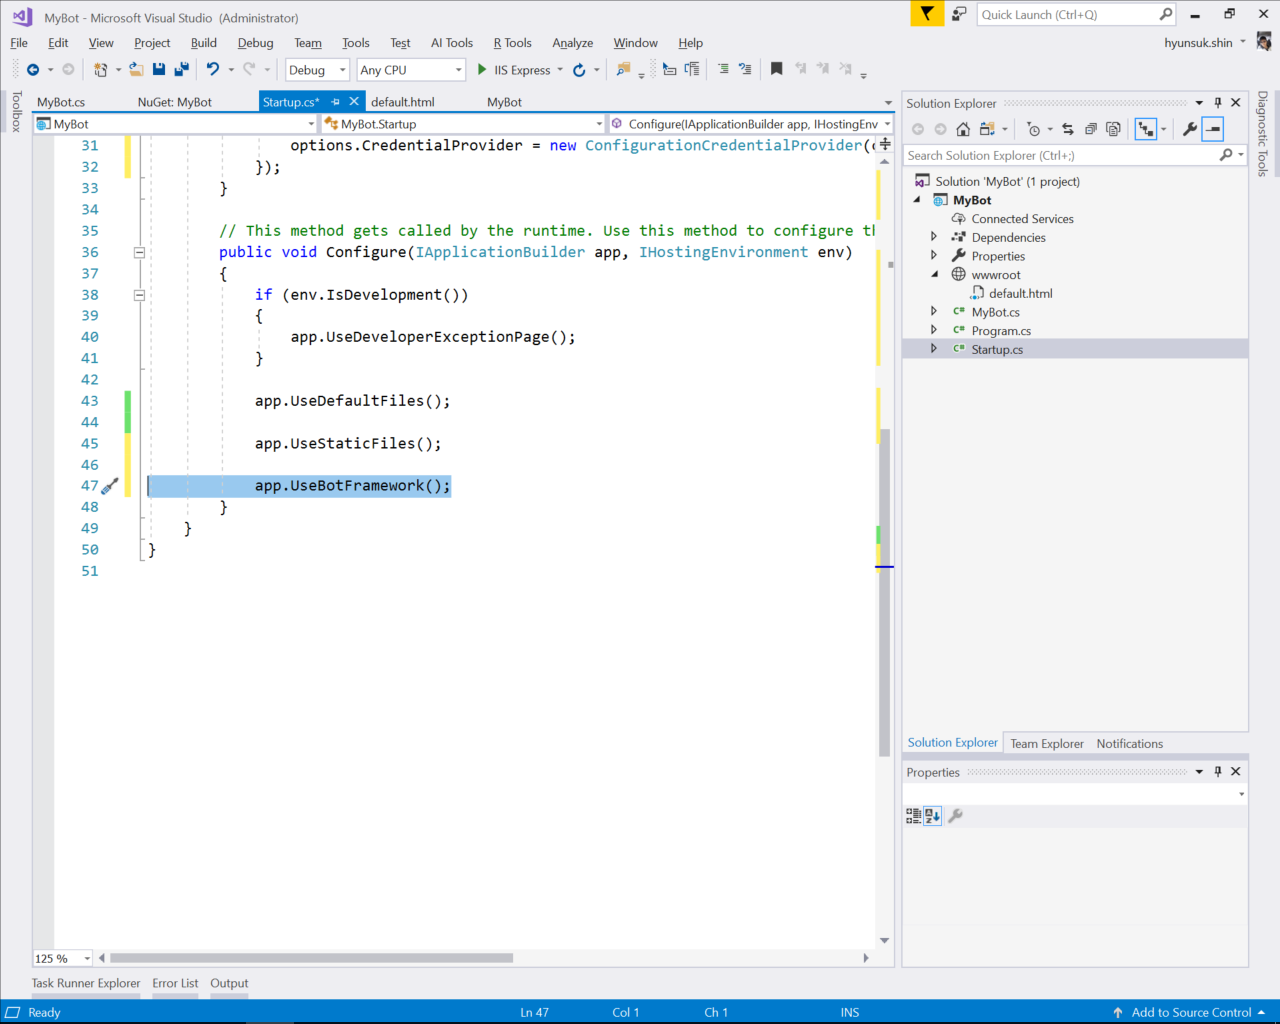 MyBot - Microsoft Visual Studio (Administrator)
Quick Launch (Ctrl+Q)
File Edit View Project Build Debug Team Tools Test AI Tools R Tools Analyze Window Help
hyunsuk.shin
Debug Any CPU IIS Express
Toolbox
MyBot.cs NuGet: MyBot Startup.cs* default.html MyBot
MyBot MyBot.Startup Configure(IApplicationBuilder app, IHostingEnv
31 options.CredentialProvider = new ConfigurationCredentialProvider(
32 });
33 }
34
35 // This method gets called by the runtime. Use this method to configure th
36 public void Configure(IApplicationBuilder app, IHostingEnvironment env)
37 {
38 if (env.IsDevelopment())
39 {
40 app.UseDeveloperExceptionPage();
41 }
42
43 app.UseDefaultFiles();
44
45 app.UseStaticFiles();
46
47 app.UseBotFramework();
48 }
49 }
50 }
51
125 %
Solution Explorer
Search Solution Explorer (Ctrl+;)
Solution 'MyBot' (1 project)
MyBot
Connected Services
Dependencies
Properties
wwwroot
default.html
C# MyBot.cs
C# Program.cs
C# Startup.cs
Solution Explorer Team Explorer Notifications
Properties
Diagnostic Tools
Task Runner Explorer Error List Output
Ready Ln 47 Col 1 Ch 1 INS Add to Source Control